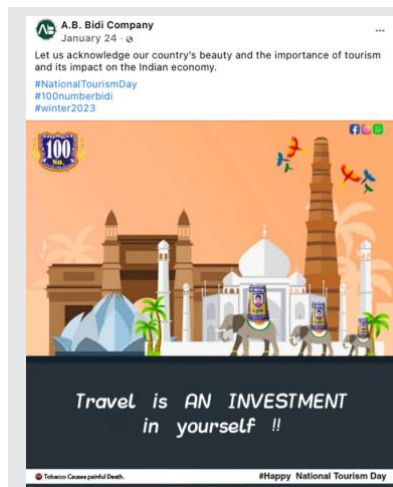 A.B. Bidi Company
January 24 ·
Let us acknowledge our country's beauty and the importance of tourism
and its impact on the Indian economy.
#NationalTourismDay
#100numberbidi
#winter2023
100
NO.
Travel is AN INVESTMENT
in yourself !!
Tobacco Causes painful Death.
#Happy National Tourism Day